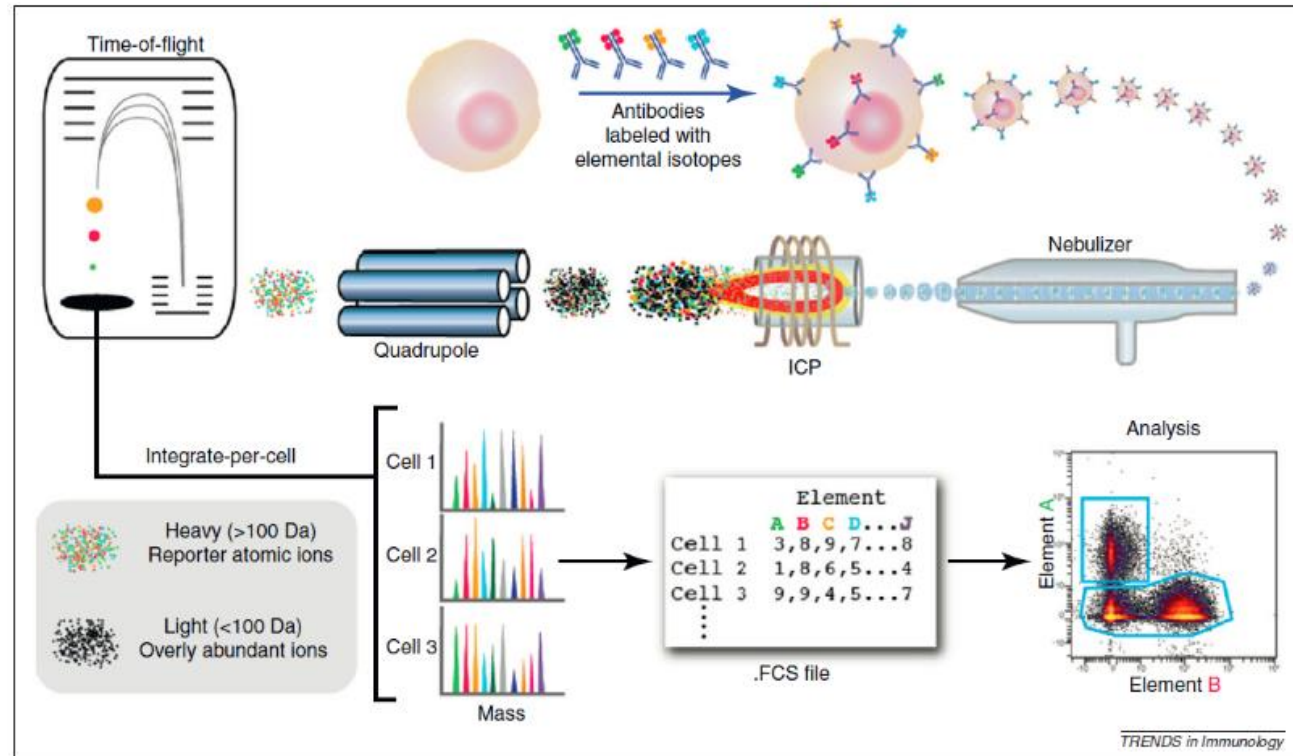 Time-of-flight
Antibodies
labeled with
elemental isotopes
Nebulizer
Quadrupole
ICP
Integrate-per-cell
Heavy (>100 Da)
Reporter atomic ions
Light (<100 Da)
Overly abundant ions
Cell 1
Cell 2
Cell 3
Mass
Element
A B C D...J
Cell 1 3,8,9,7...8
Cell 2 1,8,6,5...4
Cell 3 9,9,4,5...7
.FCS file
Analysis
Element A
Element B
TRENDS in Immunology